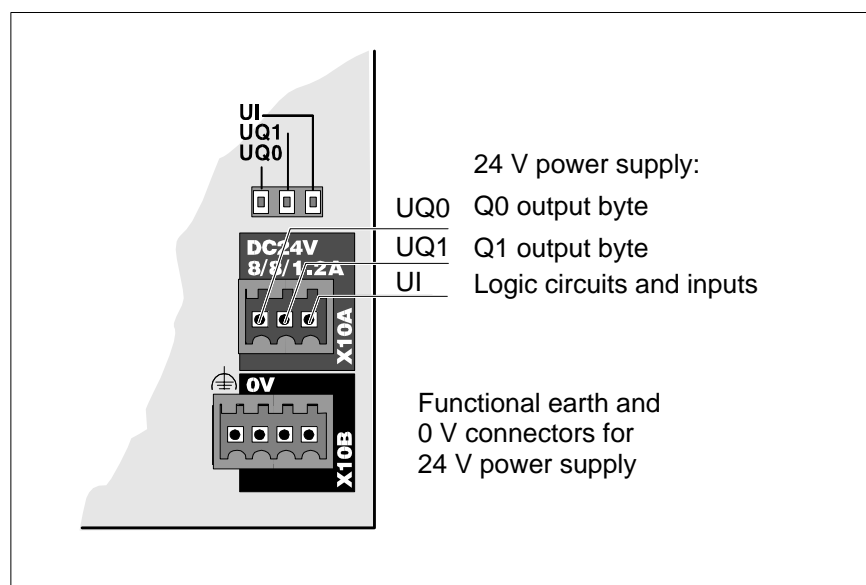 UI
UQ1
UQ0
24 V power supply:
UQ0 Q0 output byte
UQ1 Q1 output byte
UI Logic circuits and inputs
DC24V
8/8/1.2A
X10A
0V
X10B
Functional earth and
0 V connectors for
24 V power supply